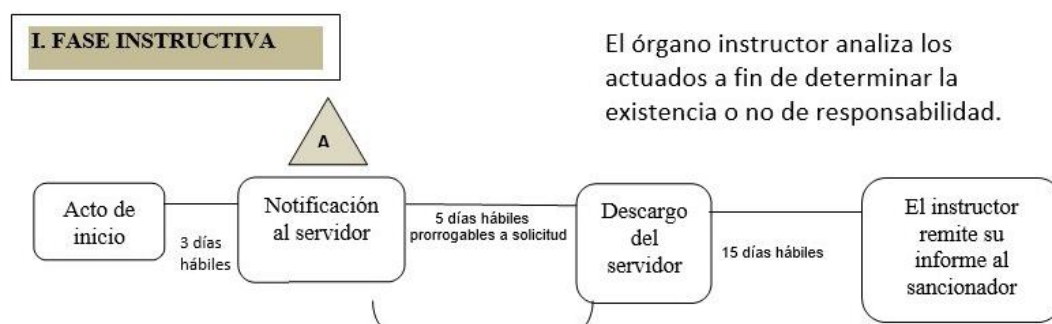 I. FASE INSTRUCTIVA
El órgano instructor analiza los
actuados a fin de determinar la
existencia o no de responsabilidad.
A
Acto de
inicio
3 días
hábiles
Notificación
al servidor
5 días hábiles
prorrogables a solicitud
Descargo
del
servidor
15 días hábiles
El instructor
remite su
informe al
sancionador